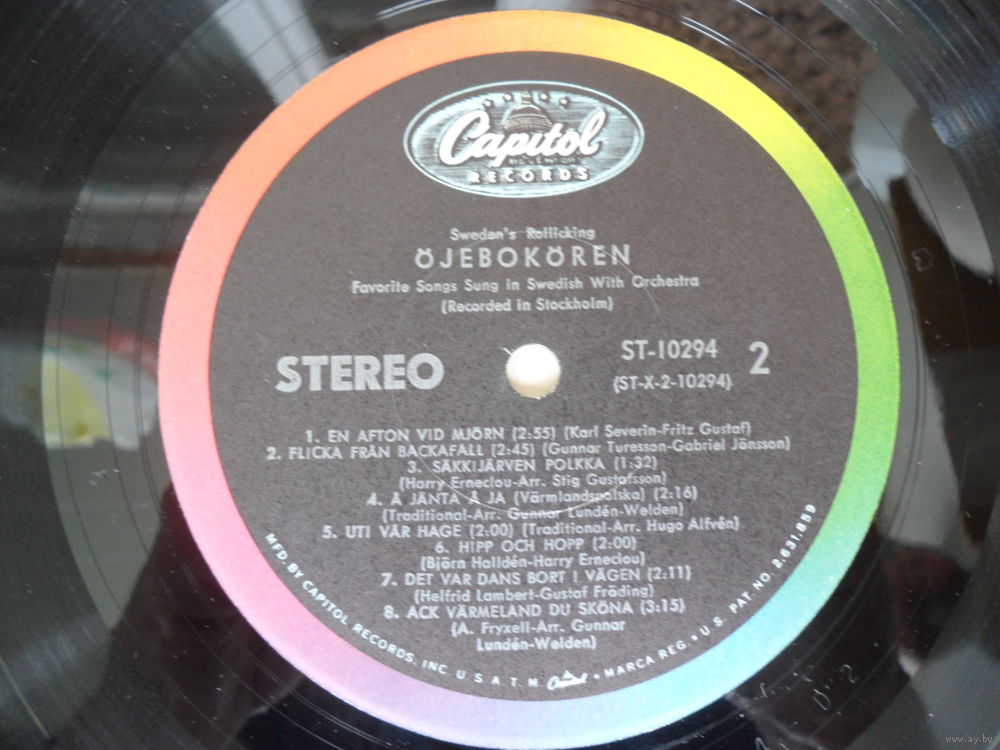 Capitol
RECORDS
Sweden's Rollicking
ÖJEBOKÖREN
Favorite Songs Sung in Swedish With Orchestra
(Recorded in Stockholm)
STEREO
ST-10294
2
(ST-X-2-10294)
1. EN AFTON VID MJÖRN (2:55) (Karl Severin-Fritz Gustaf)
2. FLICKA FRÅN BACKAFALL (2:45) (Gunnar Turesson-Gabriel Jönsson)
3. SÄKKIJÄRVEN POLKKA (1:32)
(Harry Erneclou-Arr. Stig Gustafsson)
4. Å JÄNTA Å JA (Värmlandspolska) (2:16)
(Traditional-Arr. Gunnar Lundén-Welden)
5. UTI VÅR HAGE (2:00) (Traditional-Arr. Hugo Alfvén)
6. HIPP OCH HOPP (2:00)
(Björn Halldén-Harry Erneclou)
7. DET VAR DANS BORT I VÄGEN (2:11)
(Helfrid Lambert-Gustaf Fröding)
8. ACK VÄRMELAND DU SKÖNA (3:15)
(A. Fryxell-Arr. Gunnar
Lundén-Welden)
MFD. BY CAPITOL RECORDS, INC. U.S.A. T.M. Capitol • MARCA REG. • U.S. PAT. NO. 2,631,859
www.ay.by